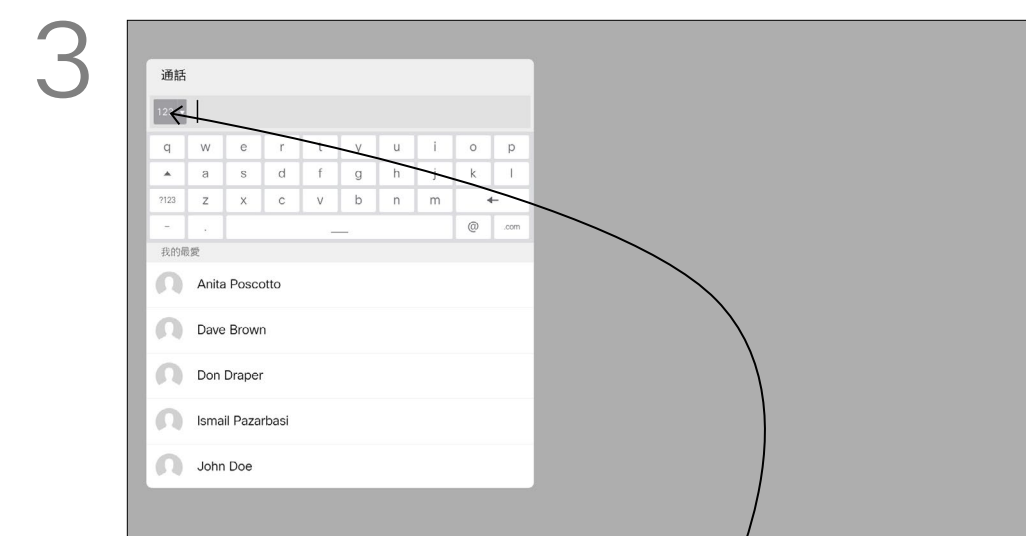 3
通話
123
q w e r t y u i o p
a s d f g h j k l
?123 z x c v b n m
- . @ .com
我的最愛
Anita Poscotto
Dave Brown
Don Draper
Ismail Pazarbasi
John Doe